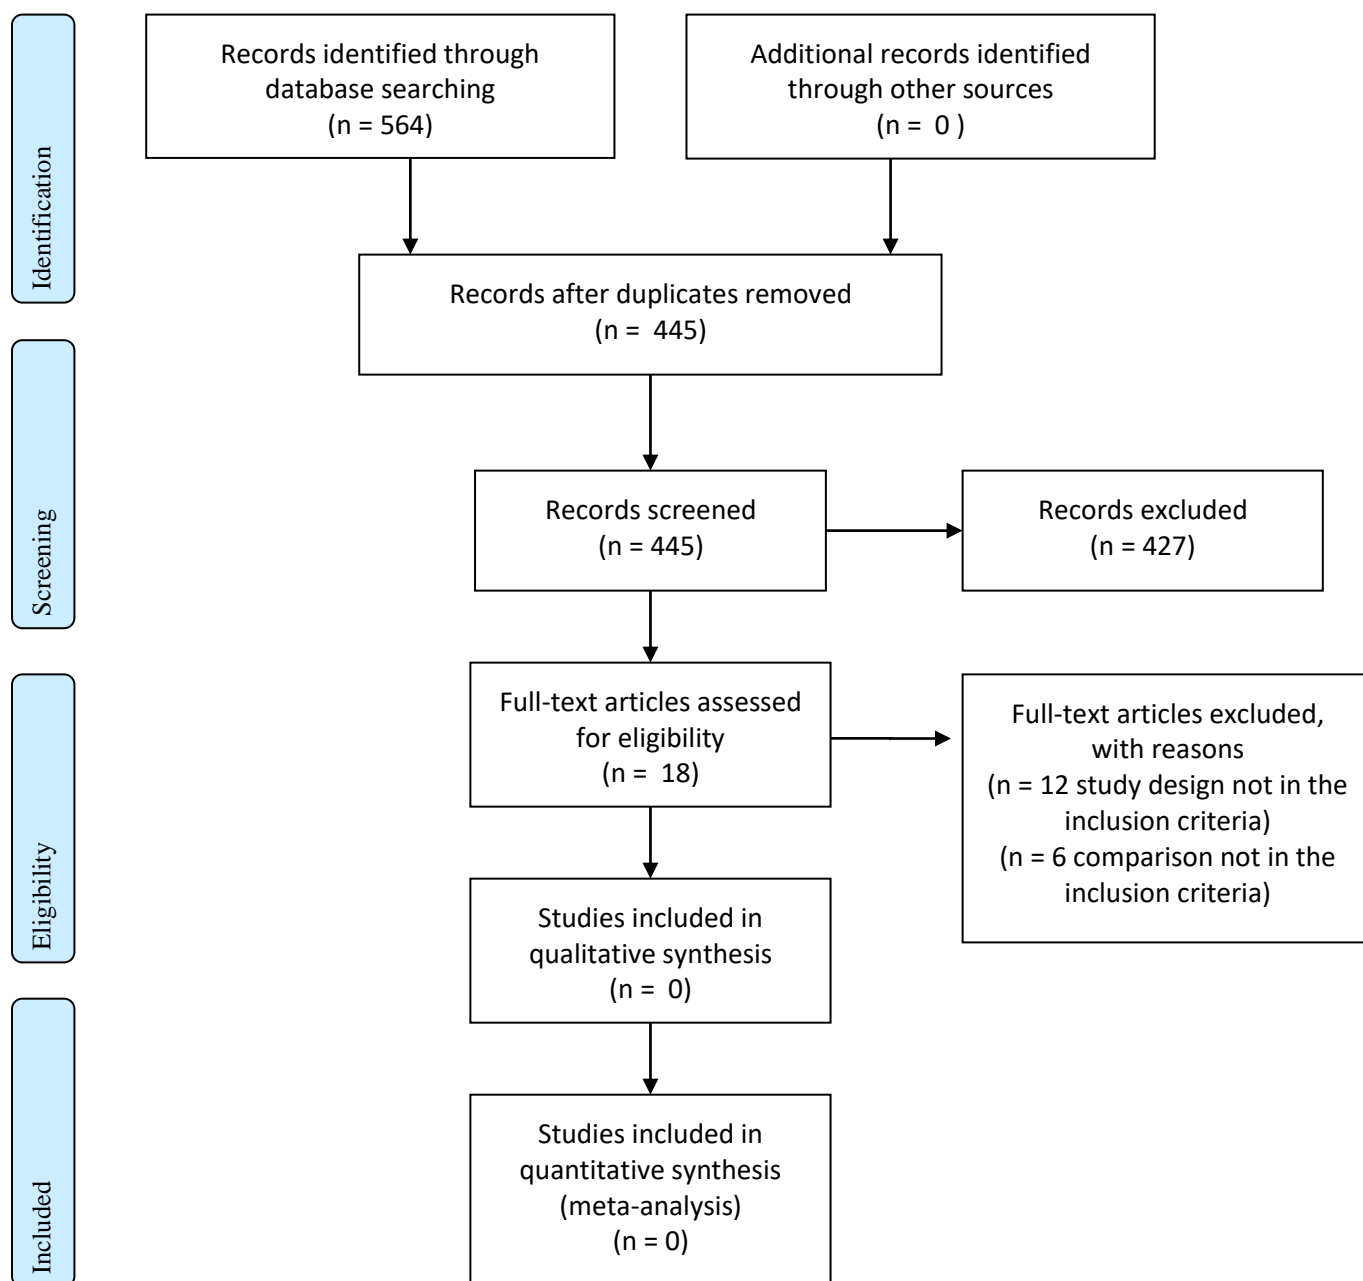 Identification
Records identified through
database searching
(n = 564)
Additional records identified
through other sources
(n =  0 )
Records after duplicates removed
(n =  445)
Screening
Records screened
(n = 445)
Records excluded
(n = 427)
Eligibility
Full-text articles assessed
for eligibility
(n =  18)
Full-text articles excluded,
with reasons
(n = 12 study design not in the
inclusion criteria)
(n = 6 comparison not in the
inclusion criteria)
Studies included in
qualitative synthesis
(n =  0)
Included
Studies included in
quantitative synthesis
(meta-analysis)
(n = 0)